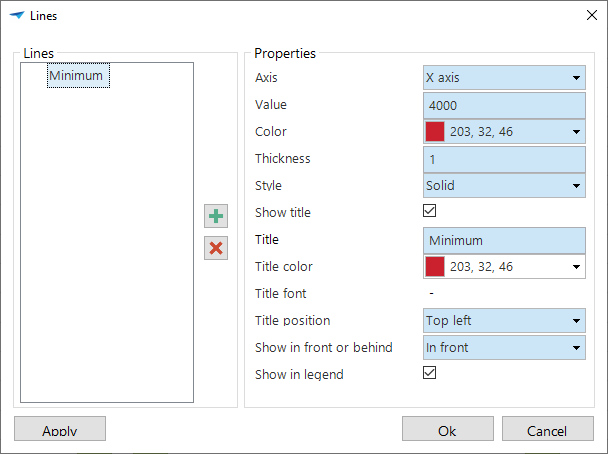 Lines
Lines
Minimum
Properties
Axis X axis
Value 4000
Color 203, 32, 46
Thickness 1
Style Solid
Show title
Title Minimum
Title color 203, 32, 46
Title font -
Title position Top left
Show in front or behind In front
Show in legend
Apply Ok Cancel